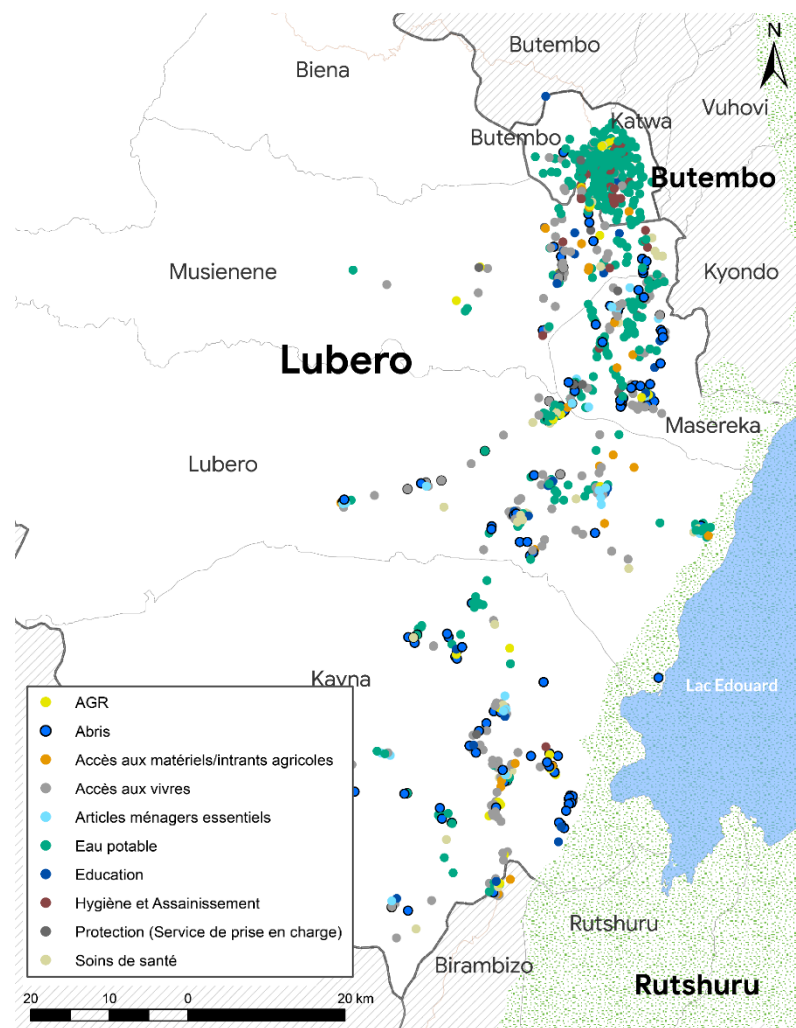 Butembo
N
Biena
Vuhovi
Katwa
Butembo
Butembo
Musienene
Kyondo
Lubero
Masereka
Lubero
Kayna
Lac Edouard
AGR
Abris
Accès aux matériels/intrants agricoles
Accès aux vivres
Articles ménagers essentiels
Eau potable
Education
Hygiène et Assainissement
Protection (Service de prise en charge)
Soins de santé
Rutshuru
Birambizo
Rutshuru
20 10 0 20 km